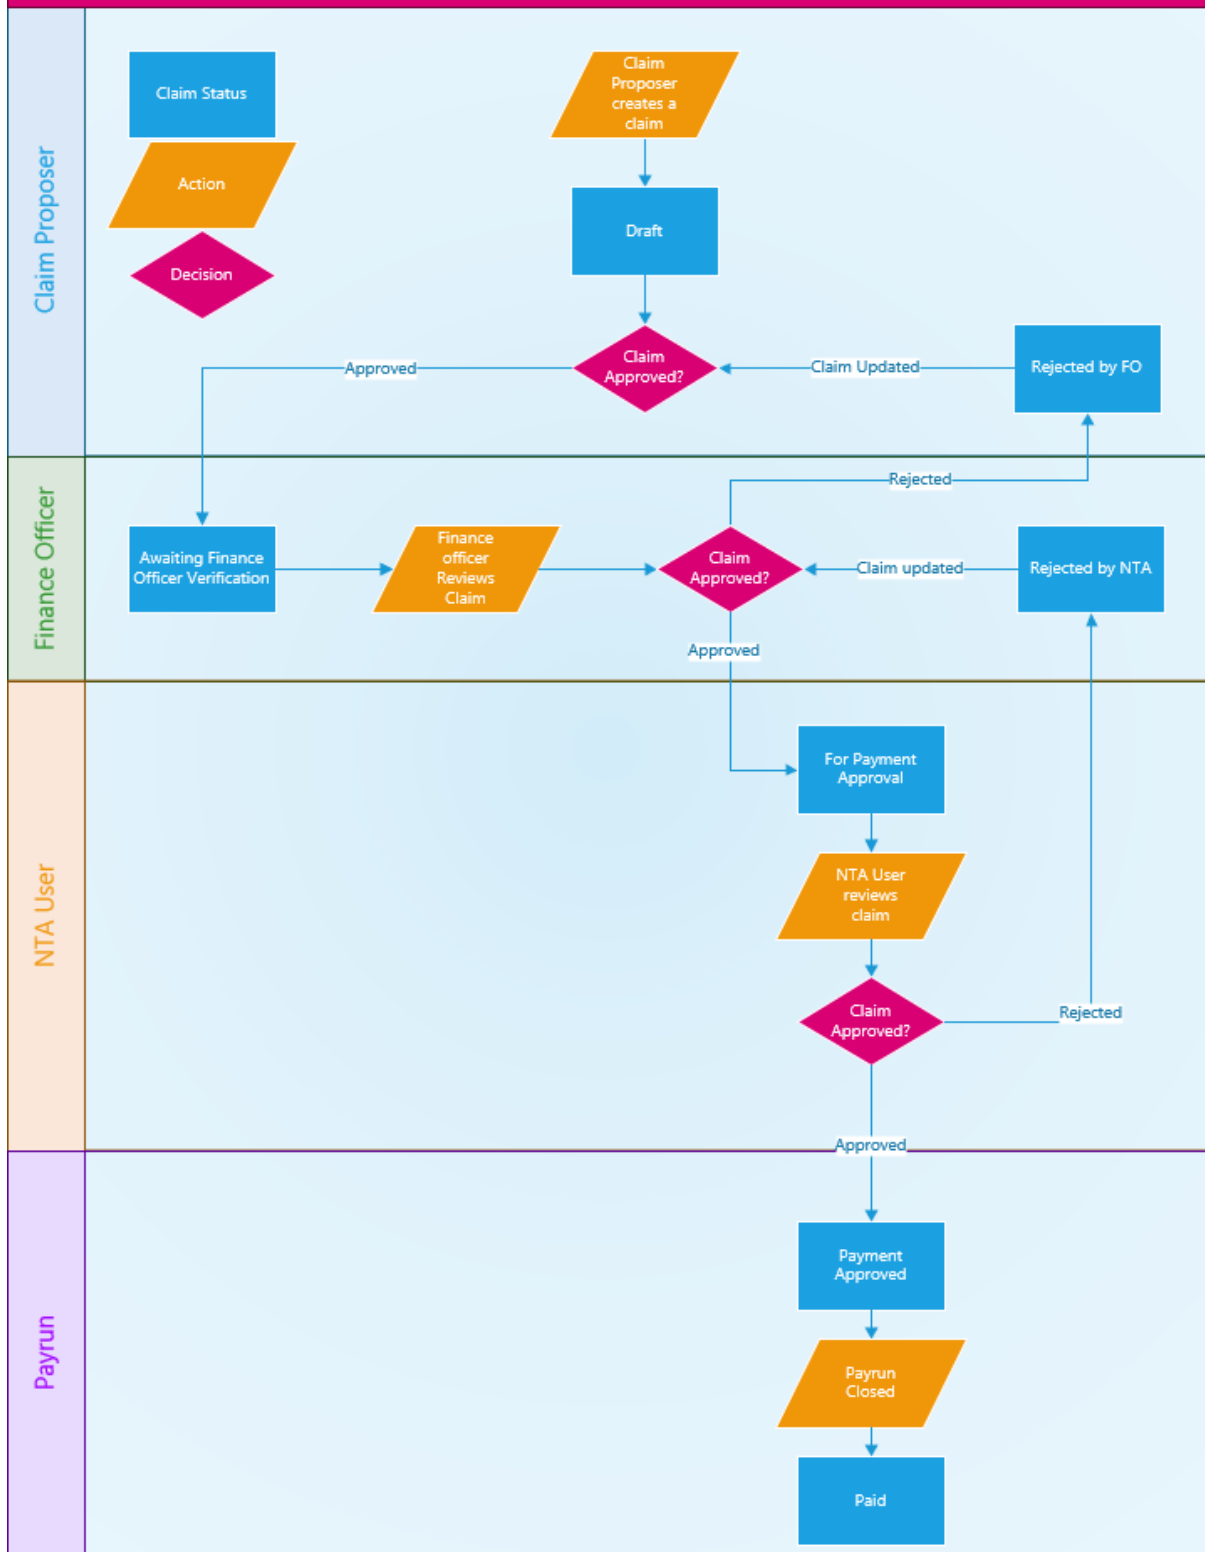 Claim Proposer
Claim Status
Action
Decision
Claim
Proposer
creates a
claim
Draft
Claim
Approved?
Approved
Claim Updated
Rejected by FO
Finance Officer
Rejected
Awaiting Finance
Officer Verification
Finance
officer
Reviews
Claim
Claim
Approved?
Claim updated
Rejected by NTA
Approved
NTA User
For Payment
Approval
NTA User
reviews
claim
Claim
Approved?
Rejected
Approved
Payrun
Payment
Approved
Payrun
Closed
Paid